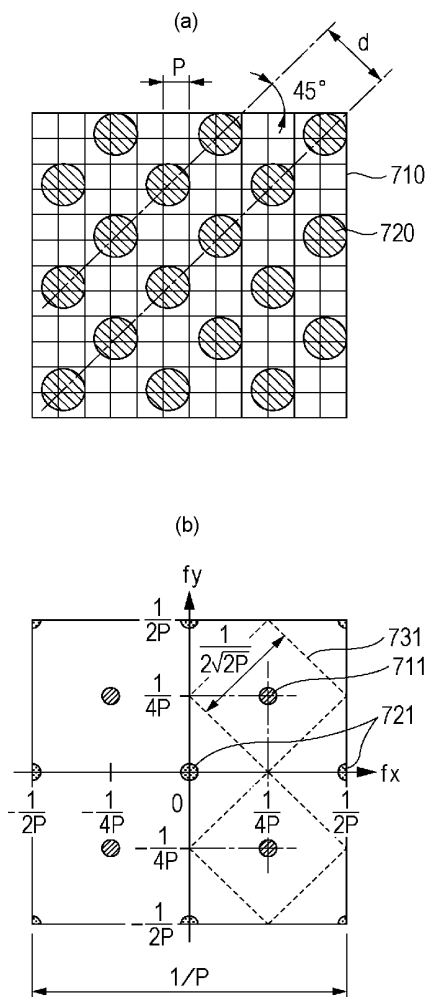 (a)
d
P
45°
710
720
(b)
fy
1/2P
1/2√2P
731
711
1/4P
721
fx
-1/2P
-1/4P
0
1/4P
1/2P
-1/4P
-1/2P
1/P